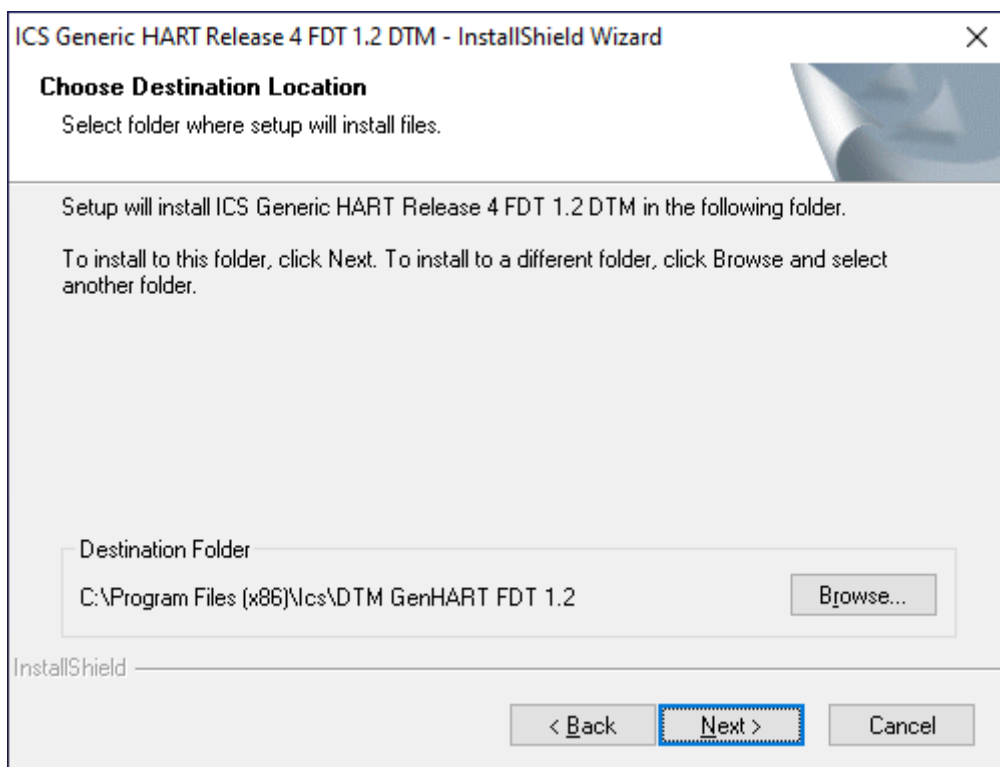 ICS Generic HART Release 4 FDT 1.2 DTM - InstallShield Wizard
Choose Destination Location
Select folder where setup will install files.
Setup will install ICS Generic HART Release 4 FDT 1.2 DTM in the following folder.
To install to this folder, click Next. To install to a different folder, click Browse and select
another folder.
Destination Folder
C:\Program Files (x86)\Ics\DTM GenHART FDT 1.2
Browse...
InstallShield
< Back
Next >
Cancel